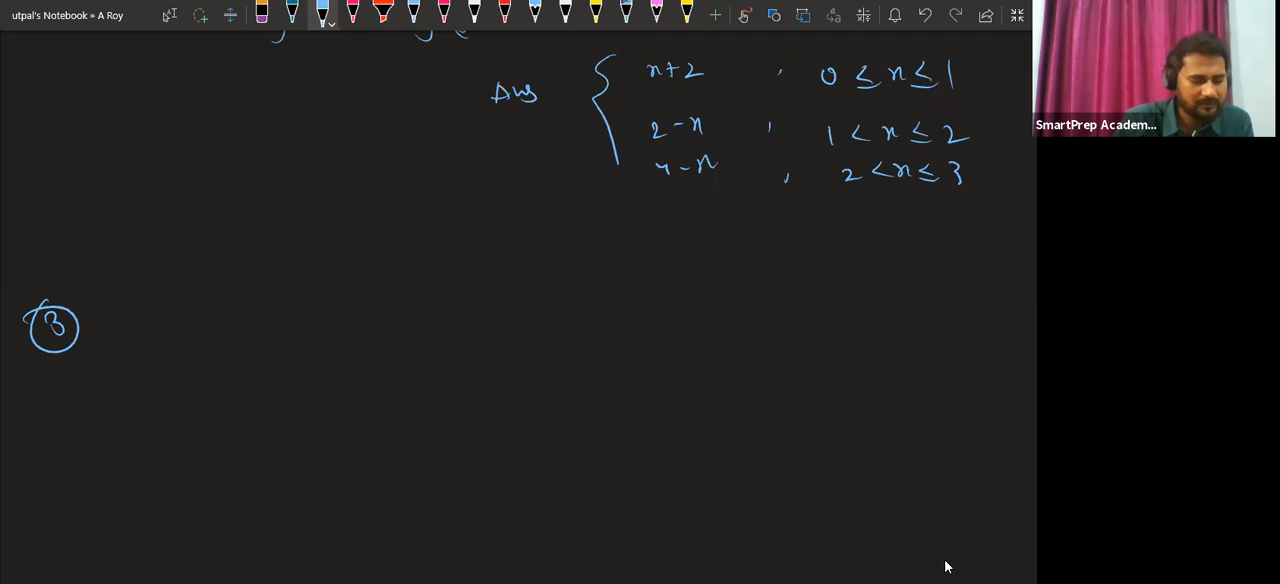 utpal's Notebook » A Roy
SmartPrep Academ...
Ans { x+2 , 0 ≤ x ≤ 1
2-x , 1 < x ≤ 2
4-x , 2 < x ≤ 3
3